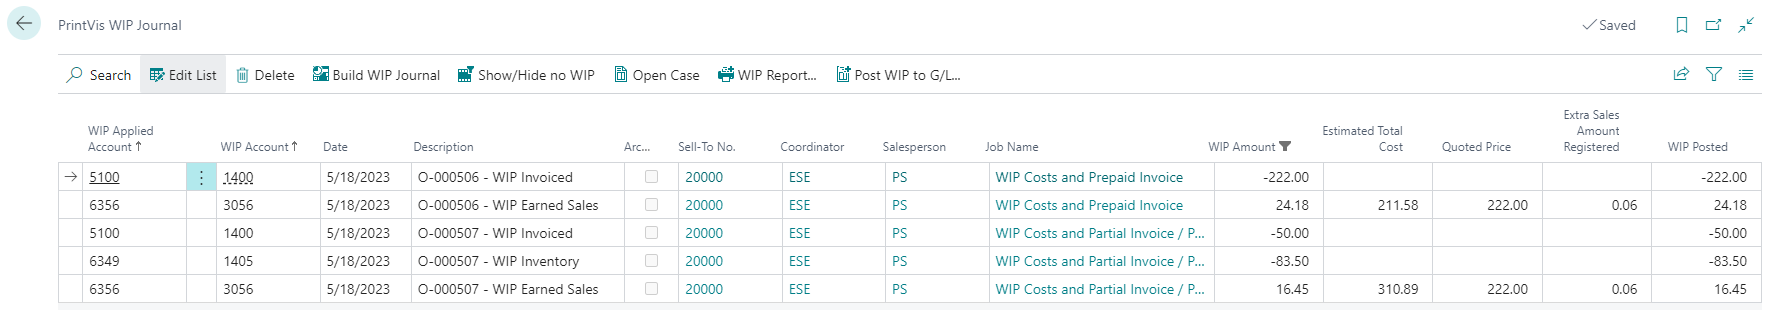 PrintVis WIP Journal
Saved
Search Edit List Delete Build WIP Journal Show/Hide no WIP Open Case WIP Report... Post WIP to G/L...
WIP Applied Account WIP Account Date Description Arc... Sell-To No. Coordinator Salesperson Job Name WIP Amount Estimated Total Cost Quoted Price Extra Sales Amount Registered WIP Posted
5100 1400 5/18/2023 O-000506 - WIP Invoiced 20000 ESE PS WIP Costs and Prepaid Invoice -222.00 -222.00
6356 3056 5/18/2023 O-000506 - WIP Earned Sales 20000 ESE PS WIP Costs and Prepaid Invoice 24.18 211.58 222.00 0.06 24.18
5100 1400 5/18/2023 O-000507 - WIP Invoiced 20000 ESE PS WIP Costs and Partial Invoice / P... -50.00 -50.00
6349 1405 5/18/2023 O-000507 - WIP Inventory 20000 ESE PS WIP Costs and Partial Invoice / P... -83.50 -83.50
6356 3056 5/18/2023 O-000507 - WIP Earned Sales 20000 ESE PS WIP Costs and Partial Invoice / P... 16.45 310.89 222.00 0.06 16.45